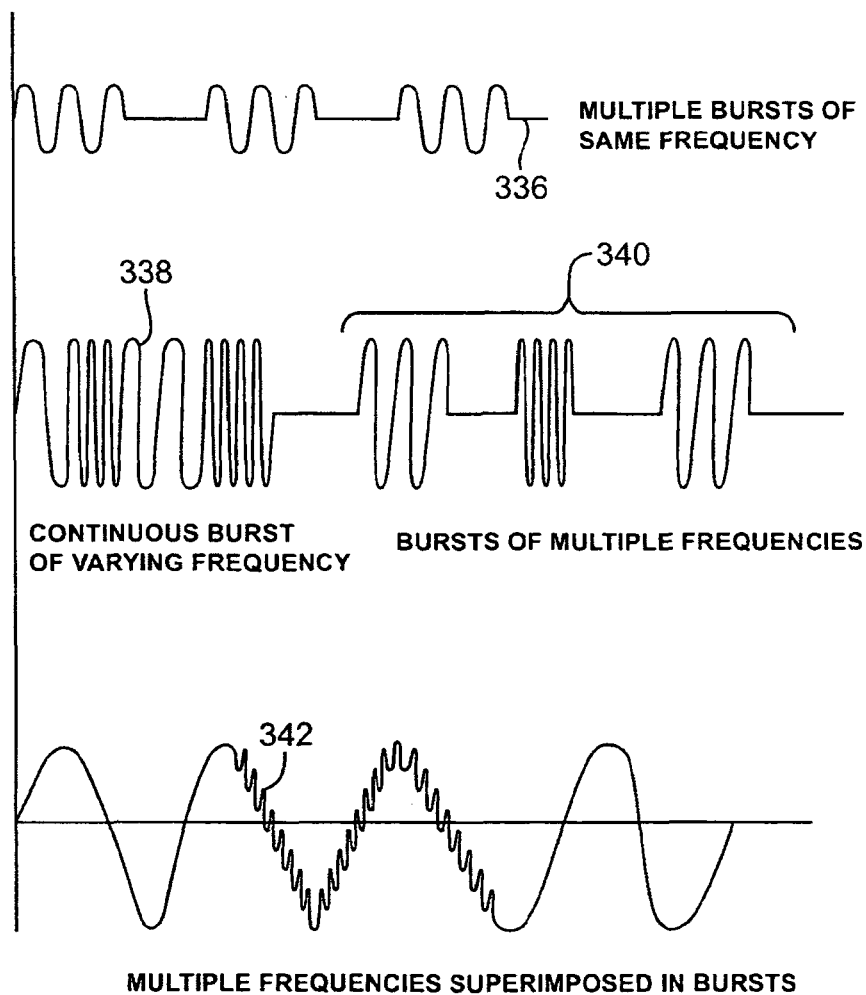 MULTIPLE BURSTS OF
SAME FREQUENCY
336
338
340
CONTINUOUS BURST
OF VARYING FREQUENCY
BURSTS OF MULTIPLE FREQUENCIES
342
MULTIPLE FREQUENCIES SUPERIMPOSED IN BURSTS